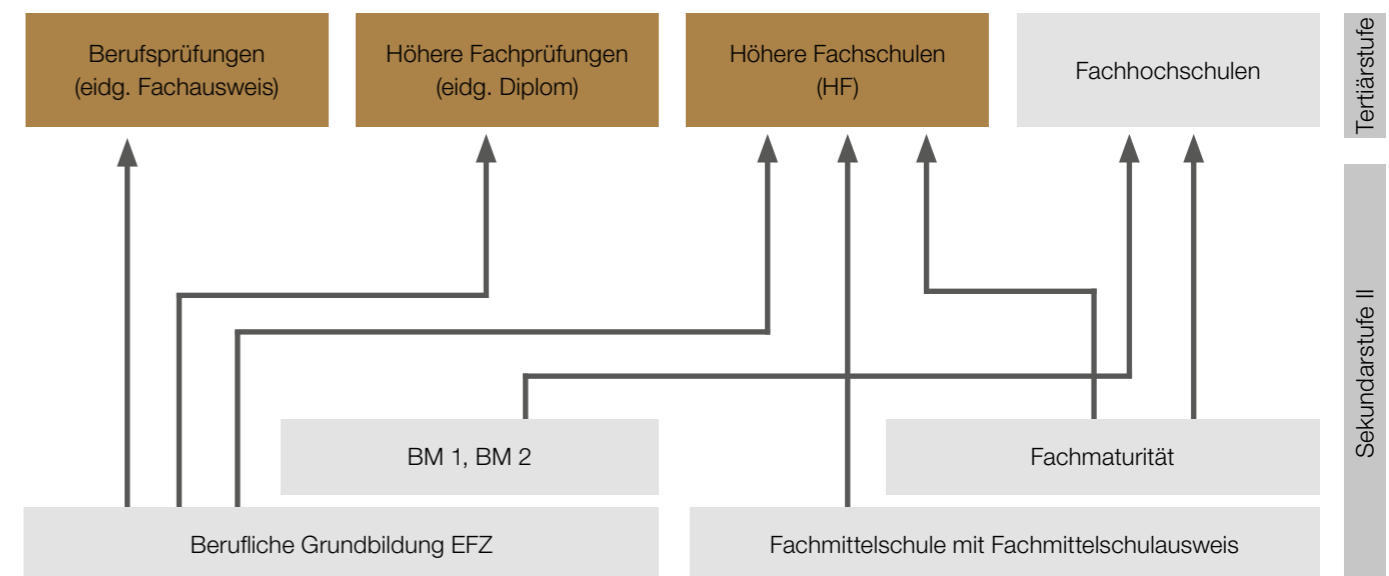 Berufsprüfungen
(eidg. Fachausweis)
Höhere Fachprüfungen
(eidg. Diplom)
Höhere Fachschulen
(HF)
Fachhochschulen
Tertiärstufe
BM 1, BM 2
Fachmaturität
Berufliche Grundbildung EFZ
Fachmittelschule mit Fachmittelschulausweis
Sekundarstufe II